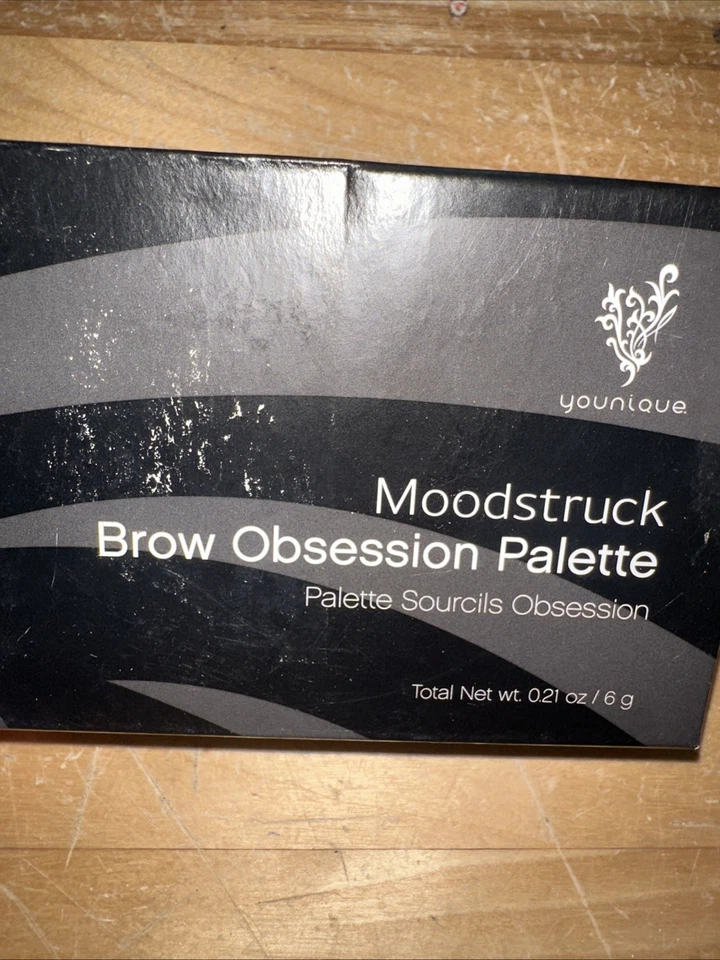 younique
Moodstruck
Brow Obsession Palette
Palette Sourcils Obsession
Total Net wt. 0.21 oz / 6 g